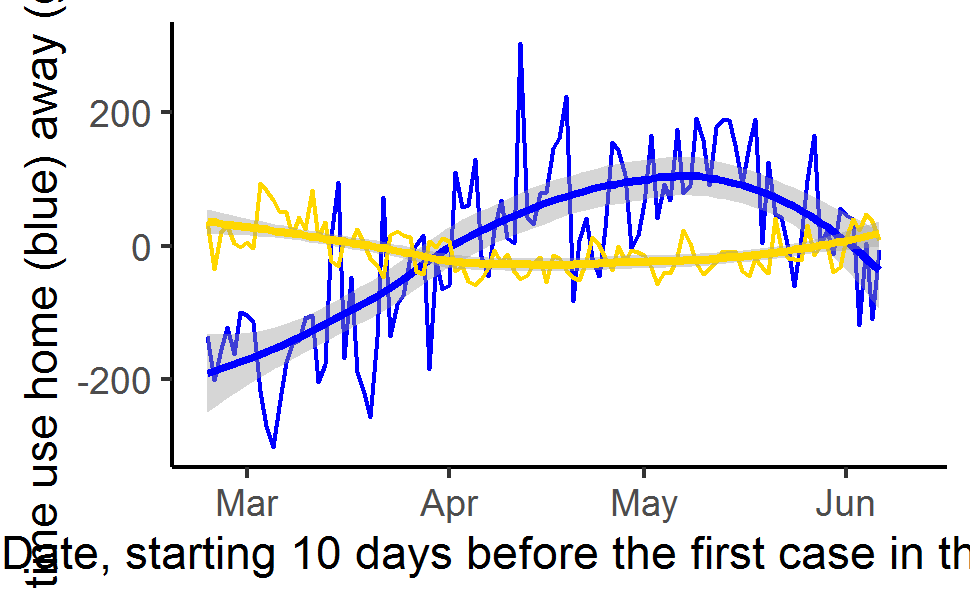 time use home (blue) away (
200
0
-200
Mar Apr May Jun
Date, starting 10 days before the first case in th